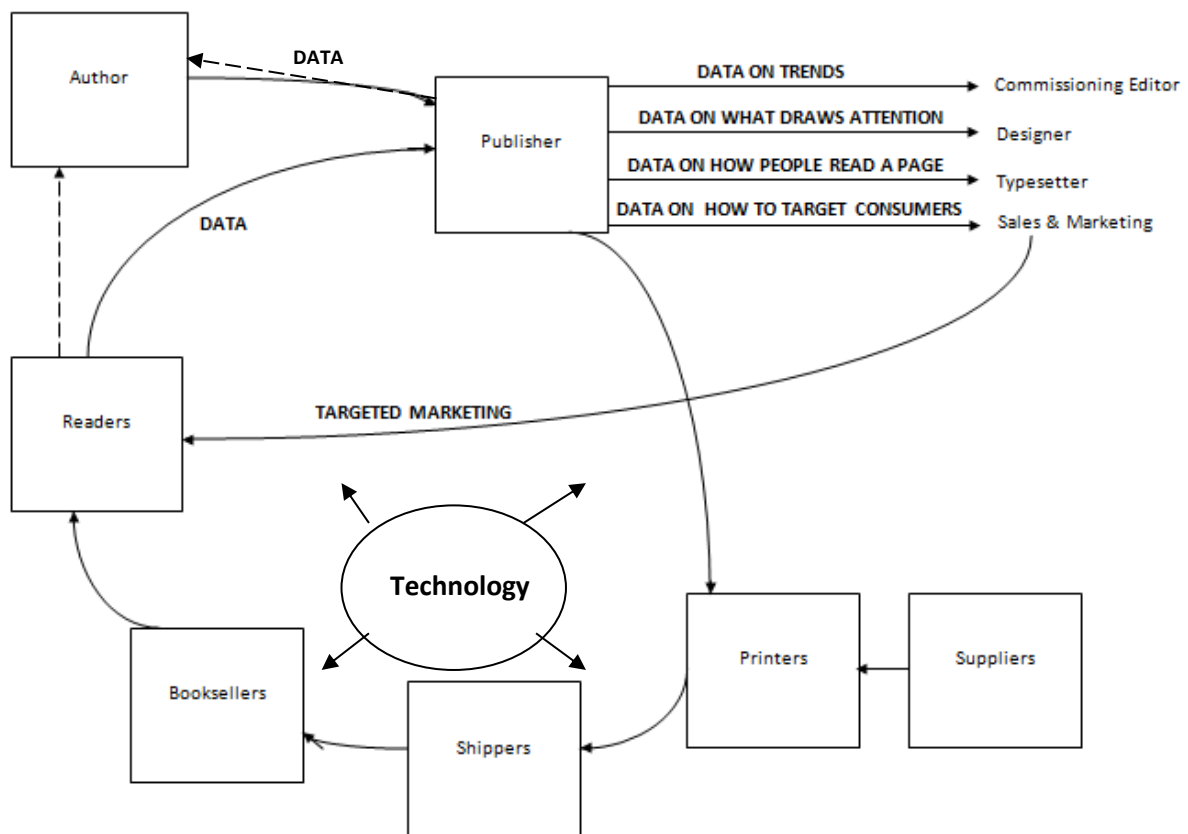 DATA
Author
DATA ON TRENDS
Commissioning Editor
DATA ON WHAT DRAWS ATTENTION
Designer
Publisher
DATA ON HOW PEOPLE READ A PAGE
Typesetter
DATA ON HOW TO TARGET CONSUMERS
Sales & Marketing
DATA
TARGETED MARKETING
Readers
Technology
Printers
Suppliers
Booksellers
Shippers